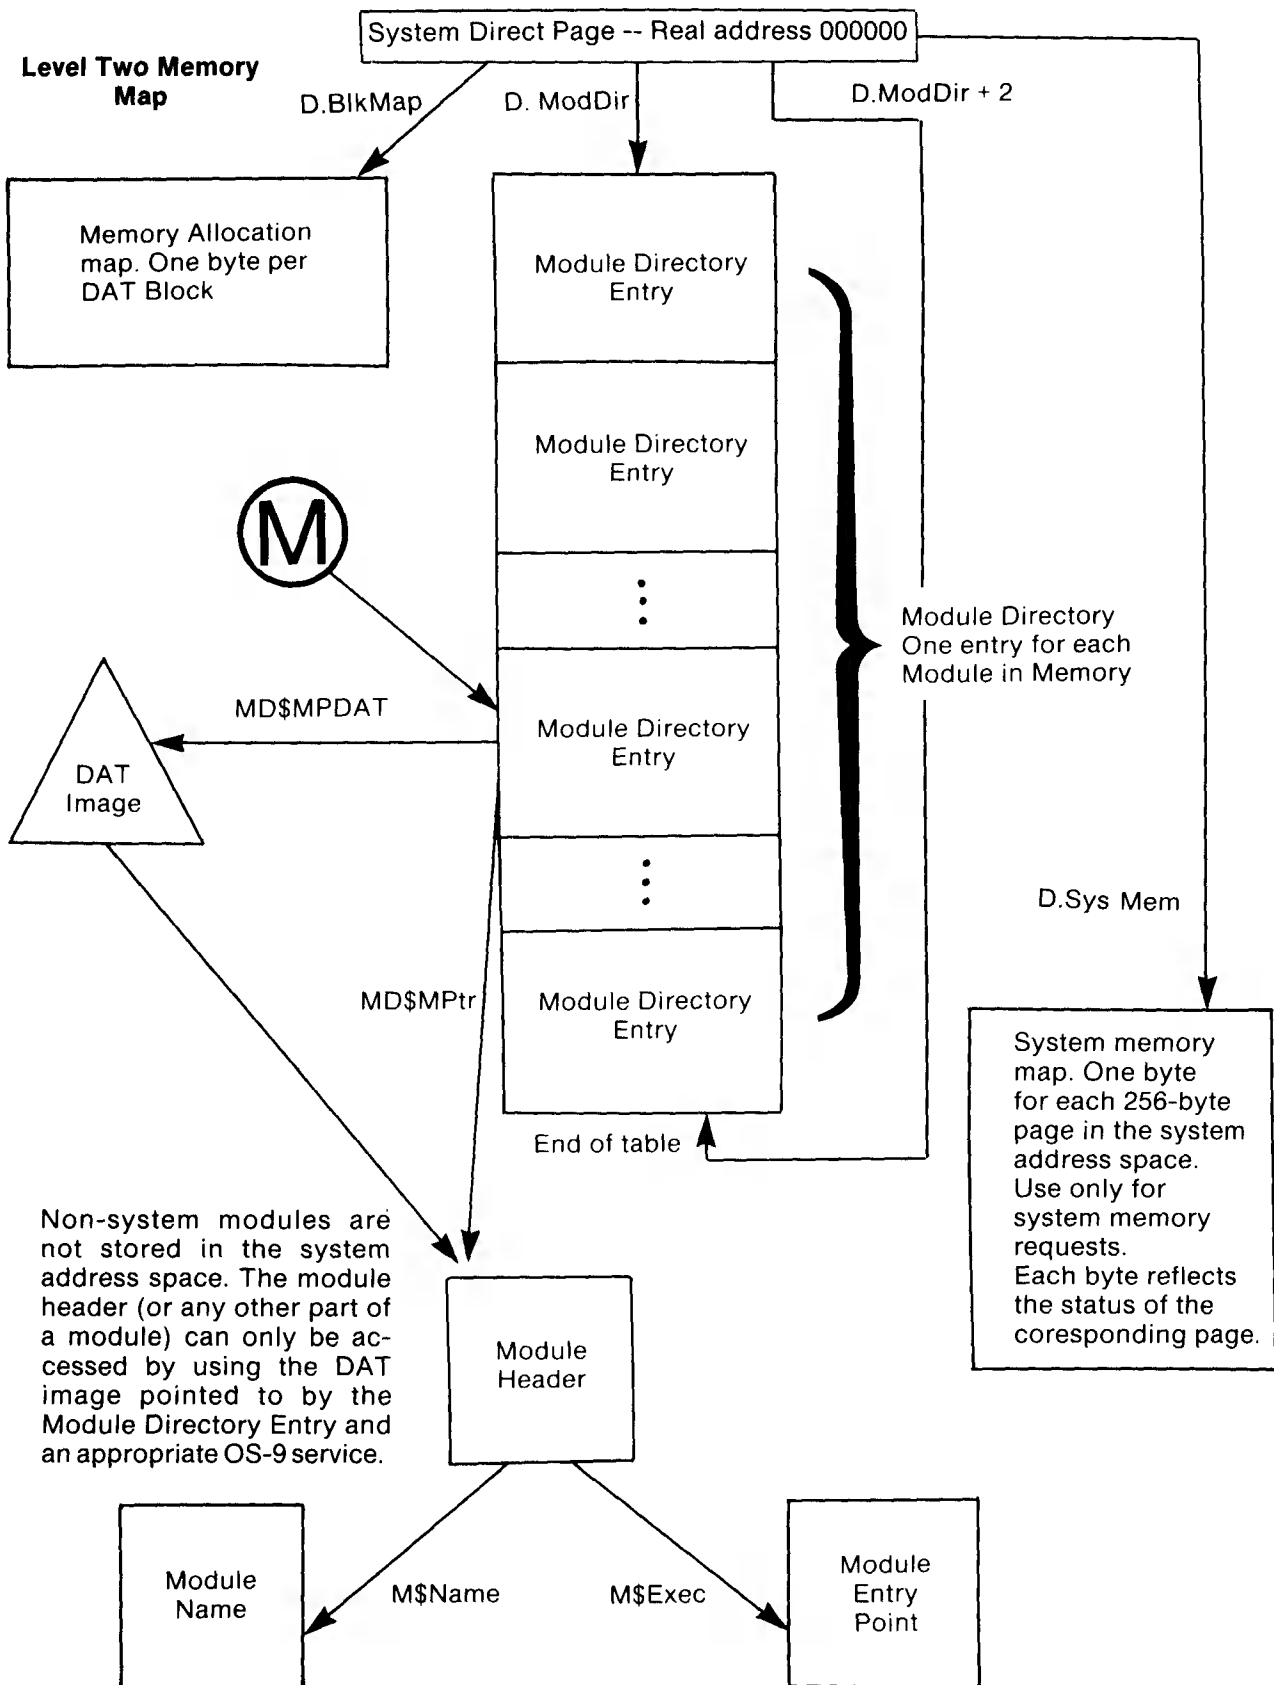 System Direct Page -- Real address 000000
Level Two Memory
Map
D.BlkMap
D. ModDir
D.ModDir + 2
Memory Allocation
map. One byte per
DAT Block
Module Directory
Entry
Module Directory
Entry
M
Module Directory
One entry for each
Module in Memory
MD$MPDAT
Module Directory
Entry
DAT
Image
D.Sys Mem
MD$MPtr
Module Directory
Entry
End of table
System memory
map. One byte
for each 256-byte
page in the system
address space.
Use only for
system memory
requests.
Each byte reflects
the status of the
coresponding page.
Non-system modules are
not stored in the system
address space. The module
header (or any other part of
a module) can only be ac-
cessed by using the DAT
image pointed to by the
Module Directory Entry and
an appropriate OS-9 service.
Module
Header
Module
Name
M$Name
M$Exec
Module
Entry
Point